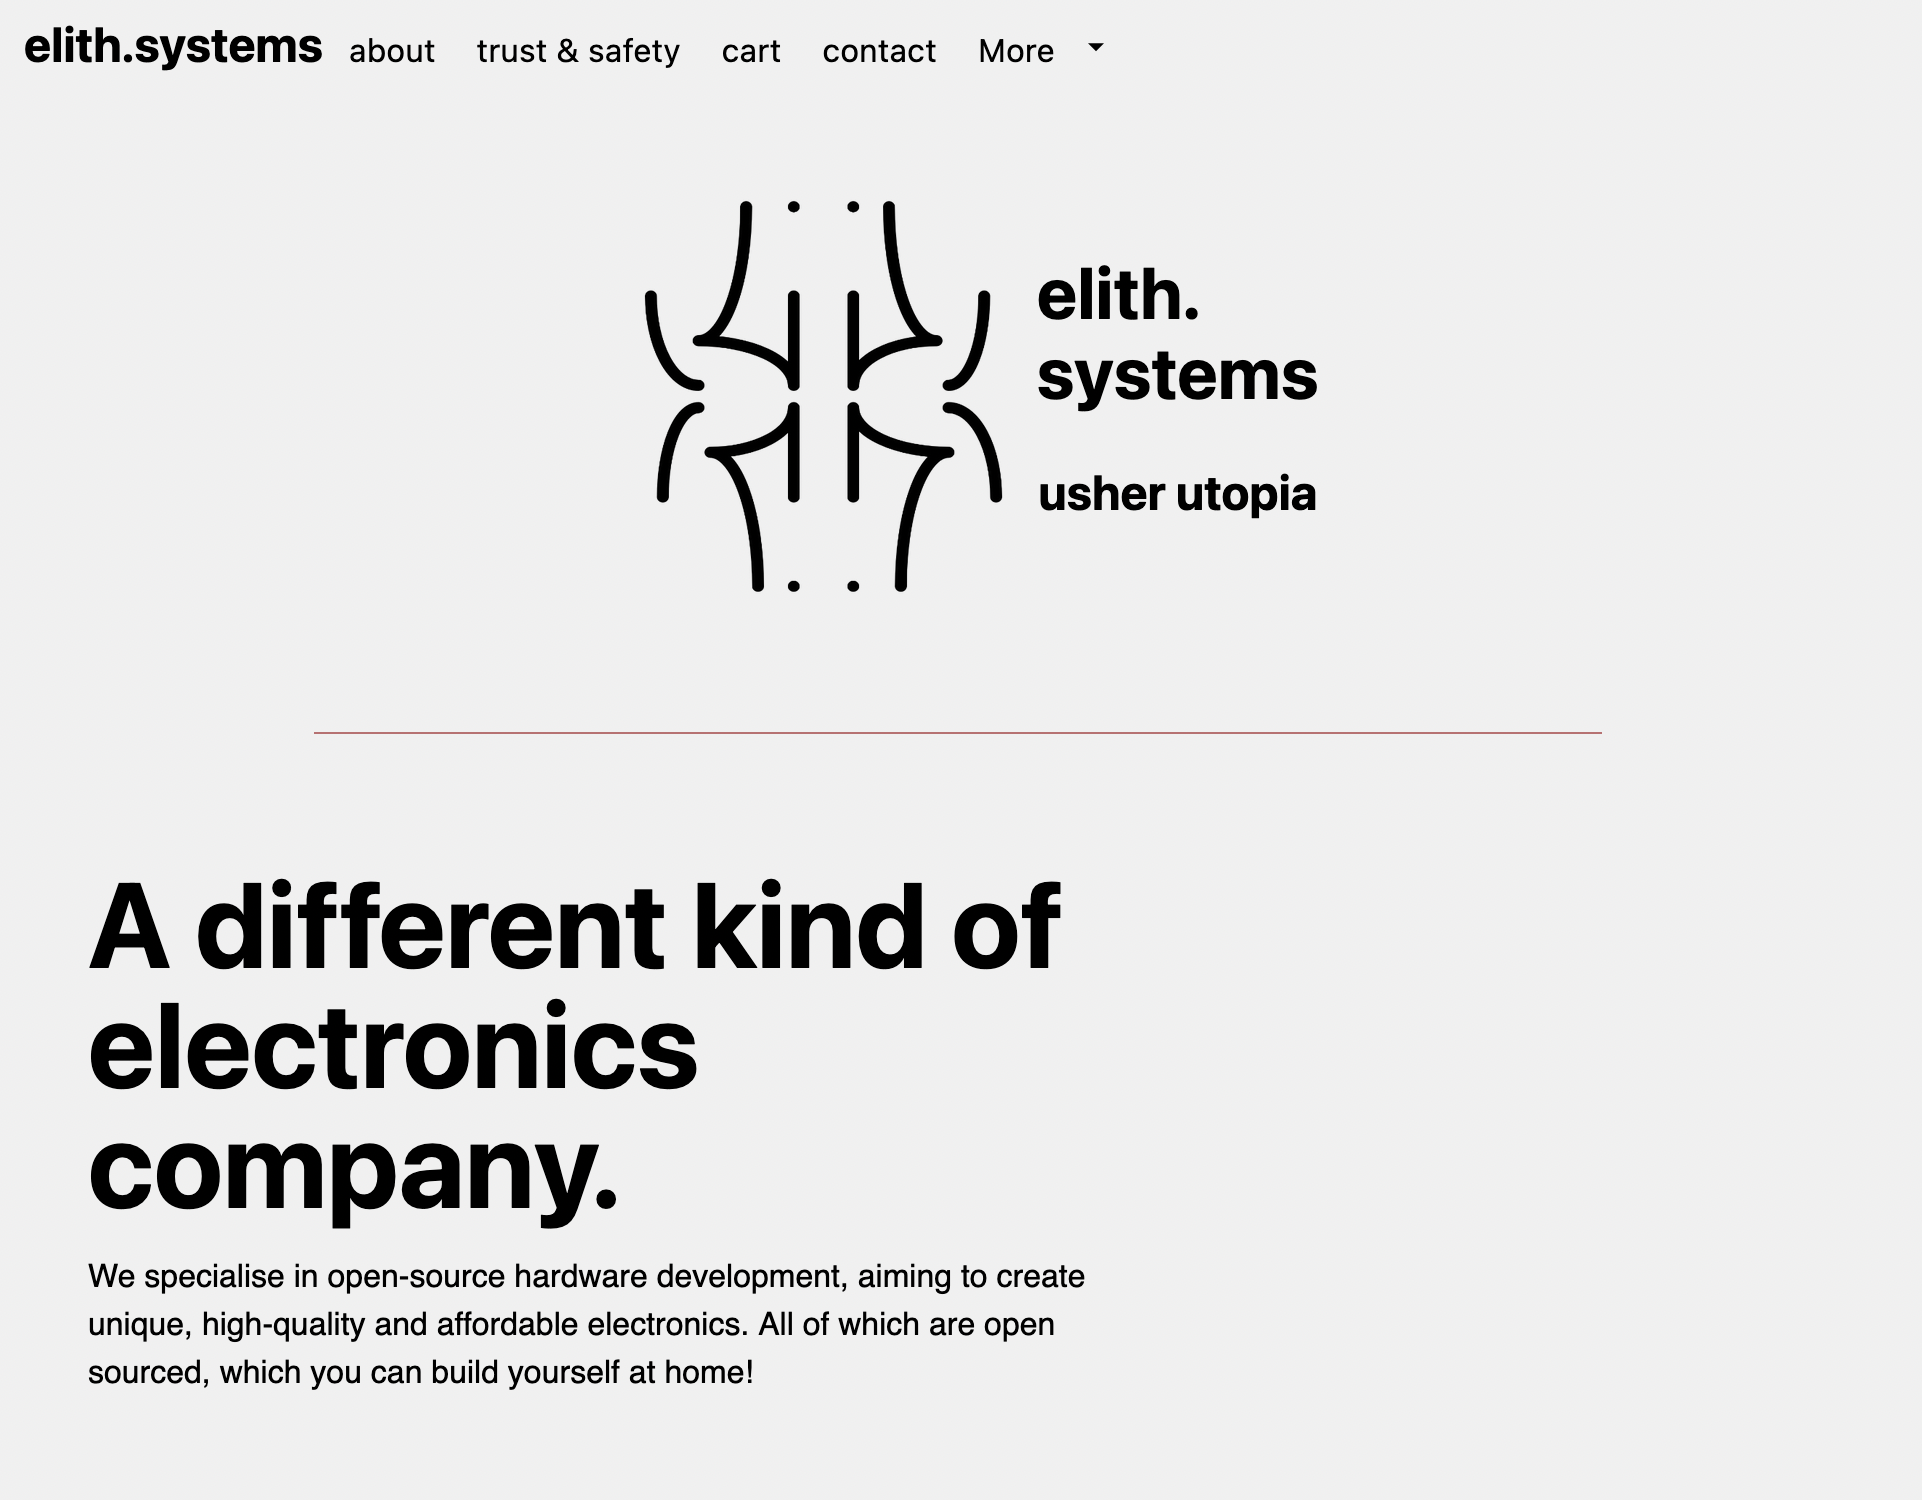 elith.systems about trust & safety cart contact More
elith.
systems
usher utopia
A different kind of
electronics
company.
We specialise in open-source hardware development, aiming to create
unique, high-quality and affordable electronics. All of which are open
sourced, which you can build yourself at home!